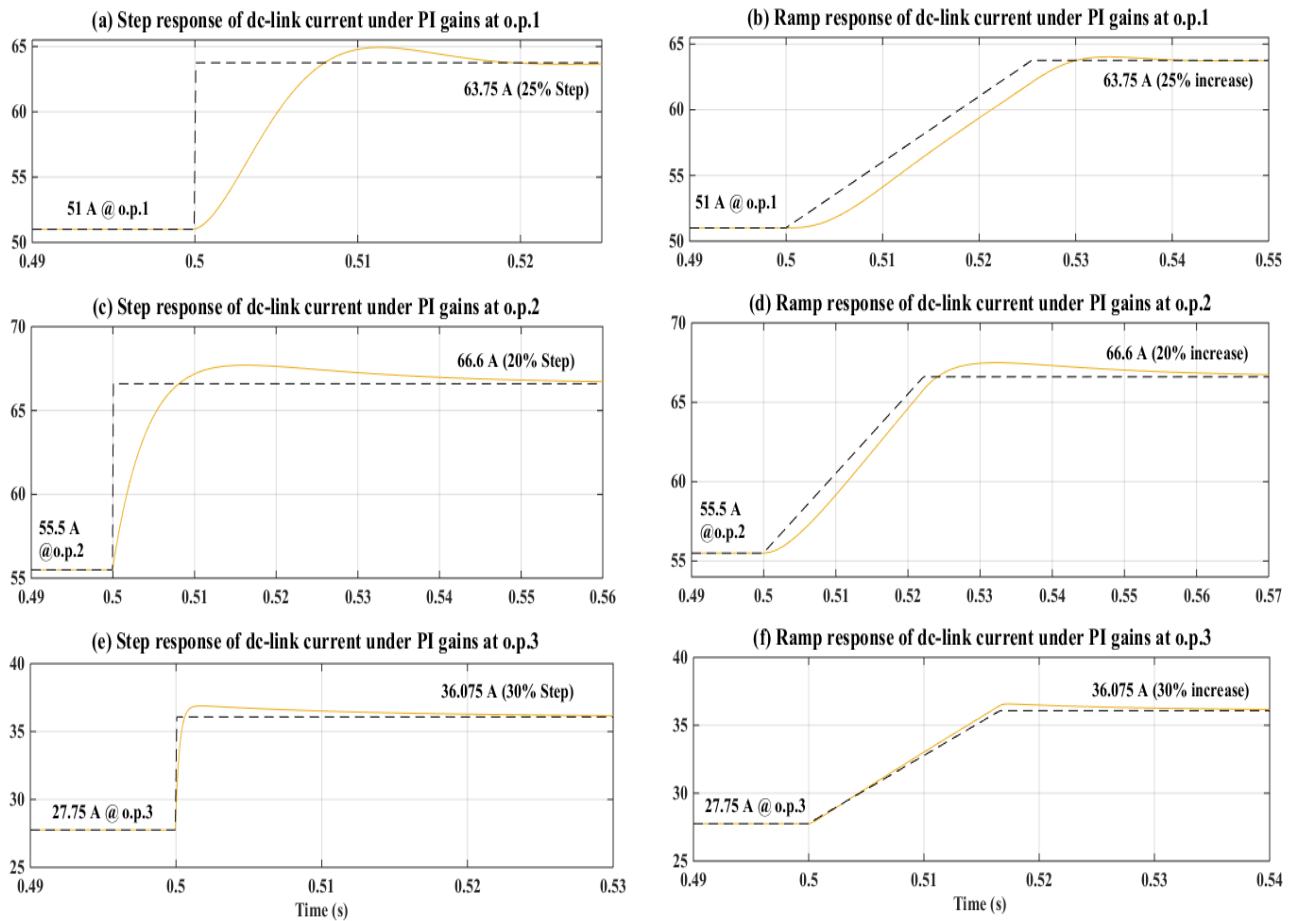 (a) Step response of dc-link current under PI gains at o.p.1
65
60
55
50
63.75 A (25% Step)
51 A @ o.p.1
0.49 0.5 0.51 0.52
(b) Ramp response of dc-link current under PI gains at o.p.1
65
60
55
50
63.75 A (25% increase)
51 A @ o.p.1
0.49 0.5 0.51 0.52 0.53 0.54 0.55
(c) Step response of dc-link current under PI gains at o.p.2
70
65
60
55
66.6 A (20% Step)
55.5 A
@o.p.2
0.49 0.5 0.51 0.52 0.53 0.54 0.55 0.56
(d) Ramp response of dc-link current under PI gains at o.p.2
70
65
60
55
66.6 A (20% increase)
55.5 A
@o.p.2
0.49 0.5 0.51 0.52 0.53 0.54 0.55 0.56 0.57
(e) Step response of dc-link current under PI gains at o.p.3
40
35
30
25
36.075 A (30% Step)
27.75 A @ o.p.3
0.49 0.5 0.51 0.52 0.53
Time (s)
(f) Ramp response of dc-link current under PI gains at o.p.3
40
35
30
25
36.075 A (30% increase)
27.75 A @ o.p.3
0.49 0.5 0.51 0.52 0.53 0.54
Time (s)